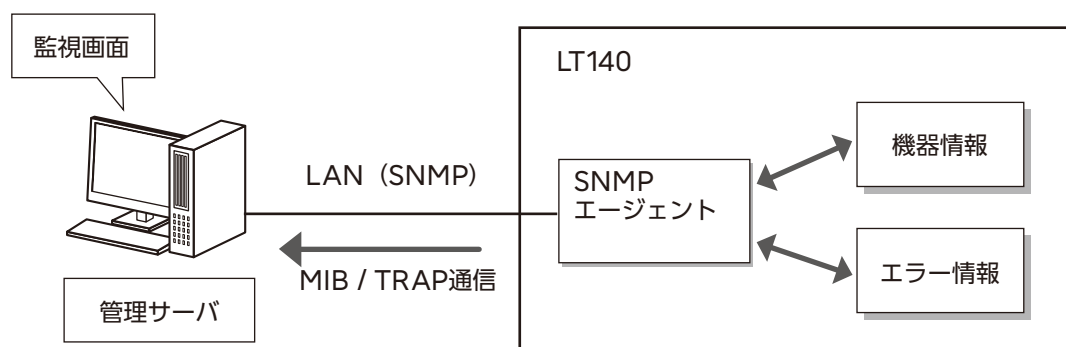 監視画面
LT140
機器情報
LAN（SNMP）
SNMP
エージェント
MIB / TRAP通信
エラー情報
管理サーバ